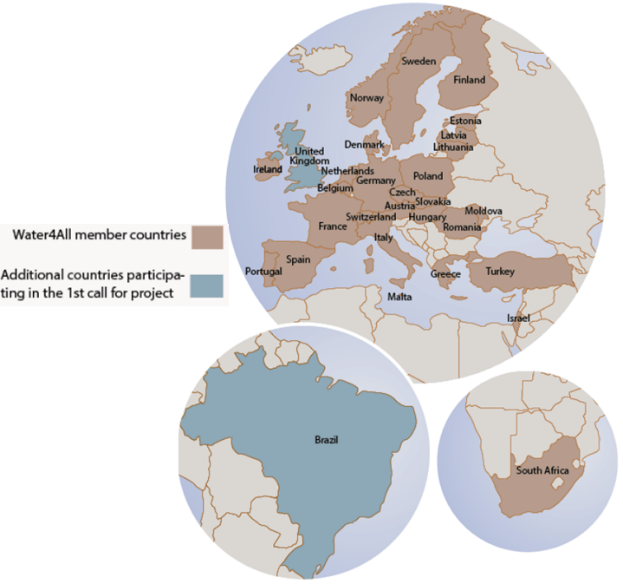 Sweden
Finland
Norway
Estonia
Latvia
Lithuania
Denmark
United
Kingdom
Ireland
Netherlands
Germany
Poland
Belgium
Czech
Slovakia
Austria
Moldova
Switzerland
Hungary
Romania
France
Italy
Spain
Portugal
Greece
Turkey
Malta
Israel
Water4All member countries
Additional countries participa-
ting in the 1st call for project
Brazil
South Africa